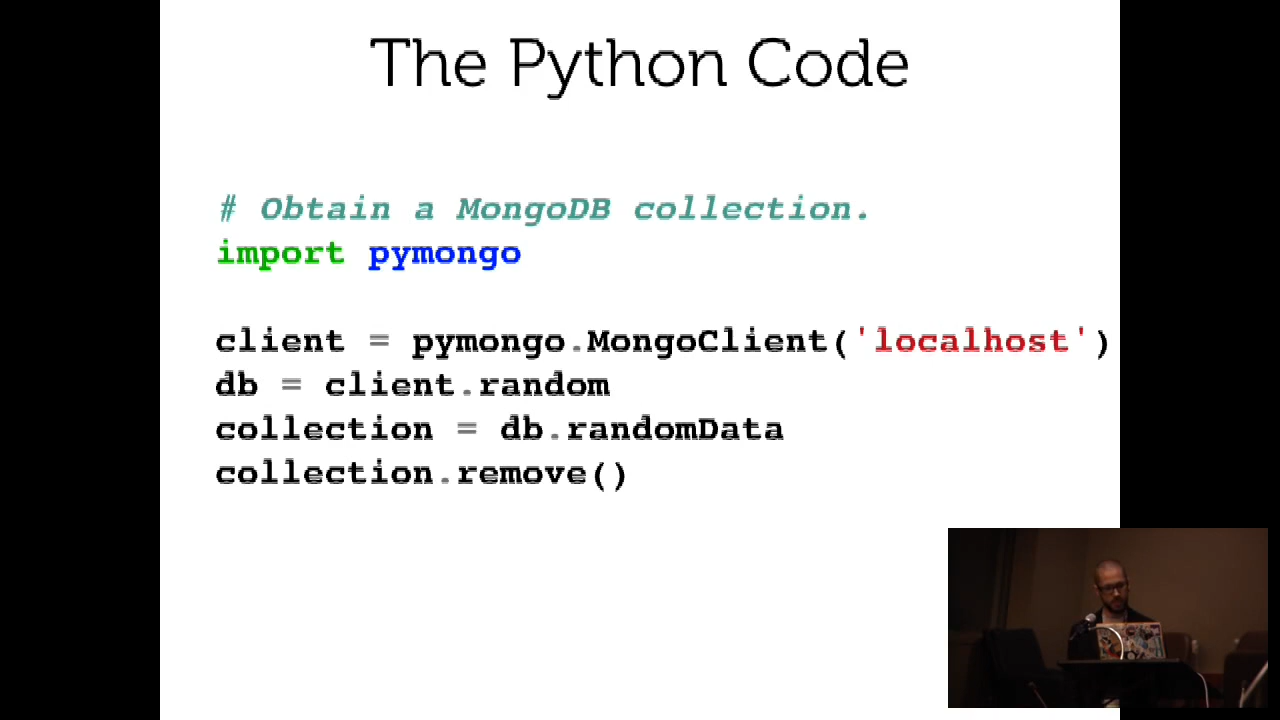 The Python Code
# Obtain a MongoDB collection.
import pymongo
client = pymongo.MongoClient('localhost')
db = client.random
collection = db.randomData
collection.remove()